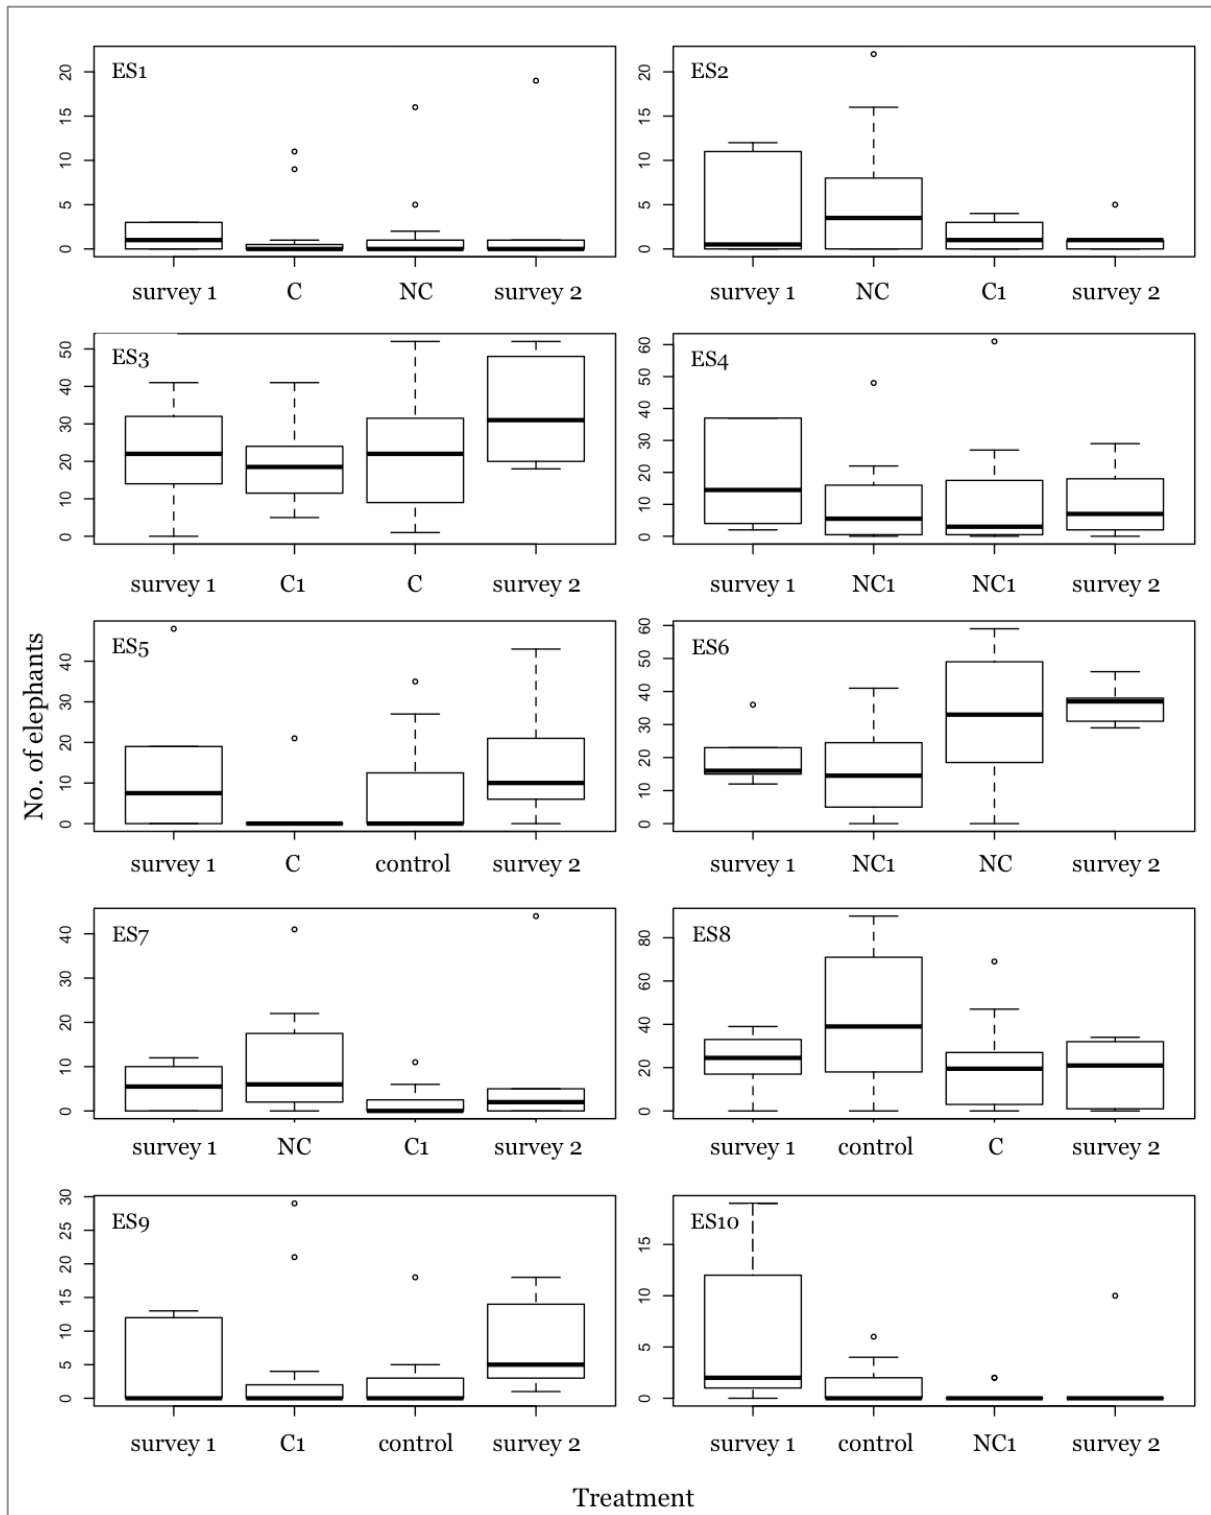 ES1
20
15
10
5
0
survey 1 C NC survey 2
ES2
20
15
10
5
0
survey 1 NC C1 survey 2
ES3
50
40
30
20
10
0
survey 1 C1 C survey 2
ES4
60
50
40
30
20
10
0
survey 1 NC1 NC1 survey 2
No. of elephants
ES5
40
30
20
10
0
survey 1 C control survey 2
ES6
60
50
40
30
20
10
0
survey 1 NC1 NC survey 2
ES7
40
30
20
10
0
survey 1 NC C1 survey 2
ES8
80
60
40
20
0
survey 1 control C survey 2
ES9
30
25
20
15
10
5
0
survey 1 C1 control survey 2
ES10
15
10
5
0
survey 1 control NC1 survey 2
Treatment